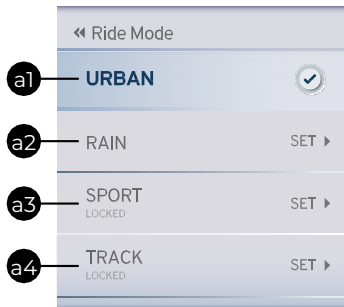 Ride Mode
a1 URBAN
a2 RAIN SET
a3 SPORT SET
LOCKED
a4 TRACK SET
LOCKED